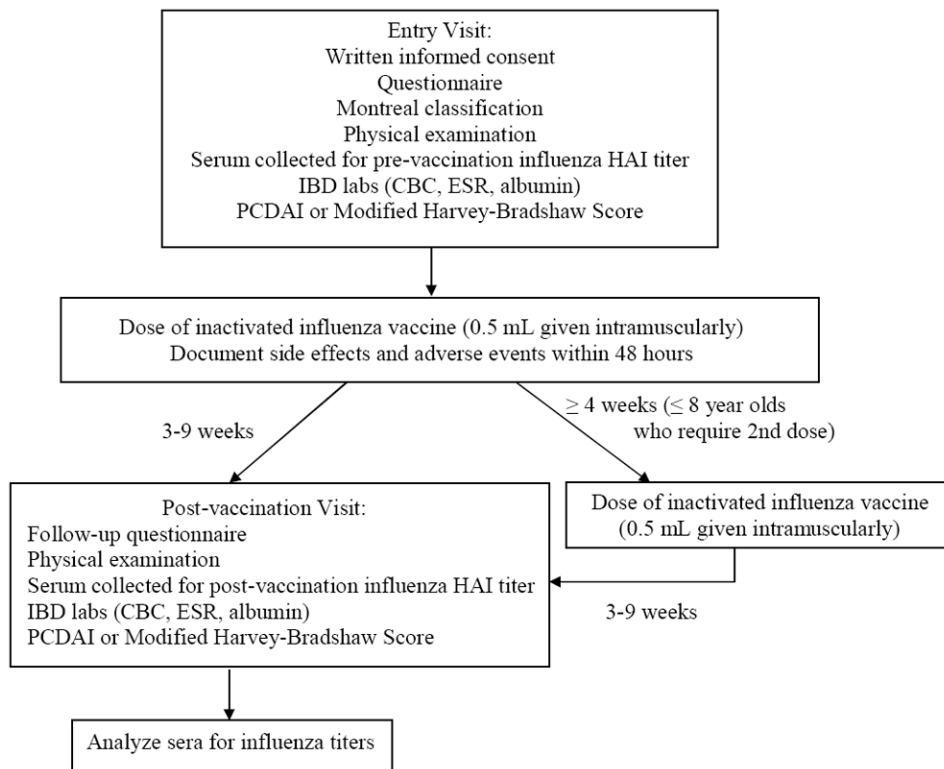 Entry Visit:
Written informed consent
Questionnaire
Montreal classification
Physical examination
Serum collected for pre-vaccination influenza HAI titer
IBD labs (CBC, ESR, albumin)
PCDAI or Modified Harvey-Bradshaw Score
Dose of inactivated influenza vaccine (0.5 mL given intramuscularly)
Document side effects and adverse events within 48 hours
3-9 weeks
≥ 4 weeks (≤ 8 year olds
who require 2nd dose)
Dose of inactivated influenza vaccine
(0.5 mL given intramuscularly)
3-9 weeks
Post-vaccination Visit:
Follow-up questionnaire
Physical examination
Serum collected for post-vaccination influenza HAI titer
IBD labs (CBC, ESR, albumin)
PCDAI or Modified Harvey-Bradshaw Score
Analyze sera for influenza titers